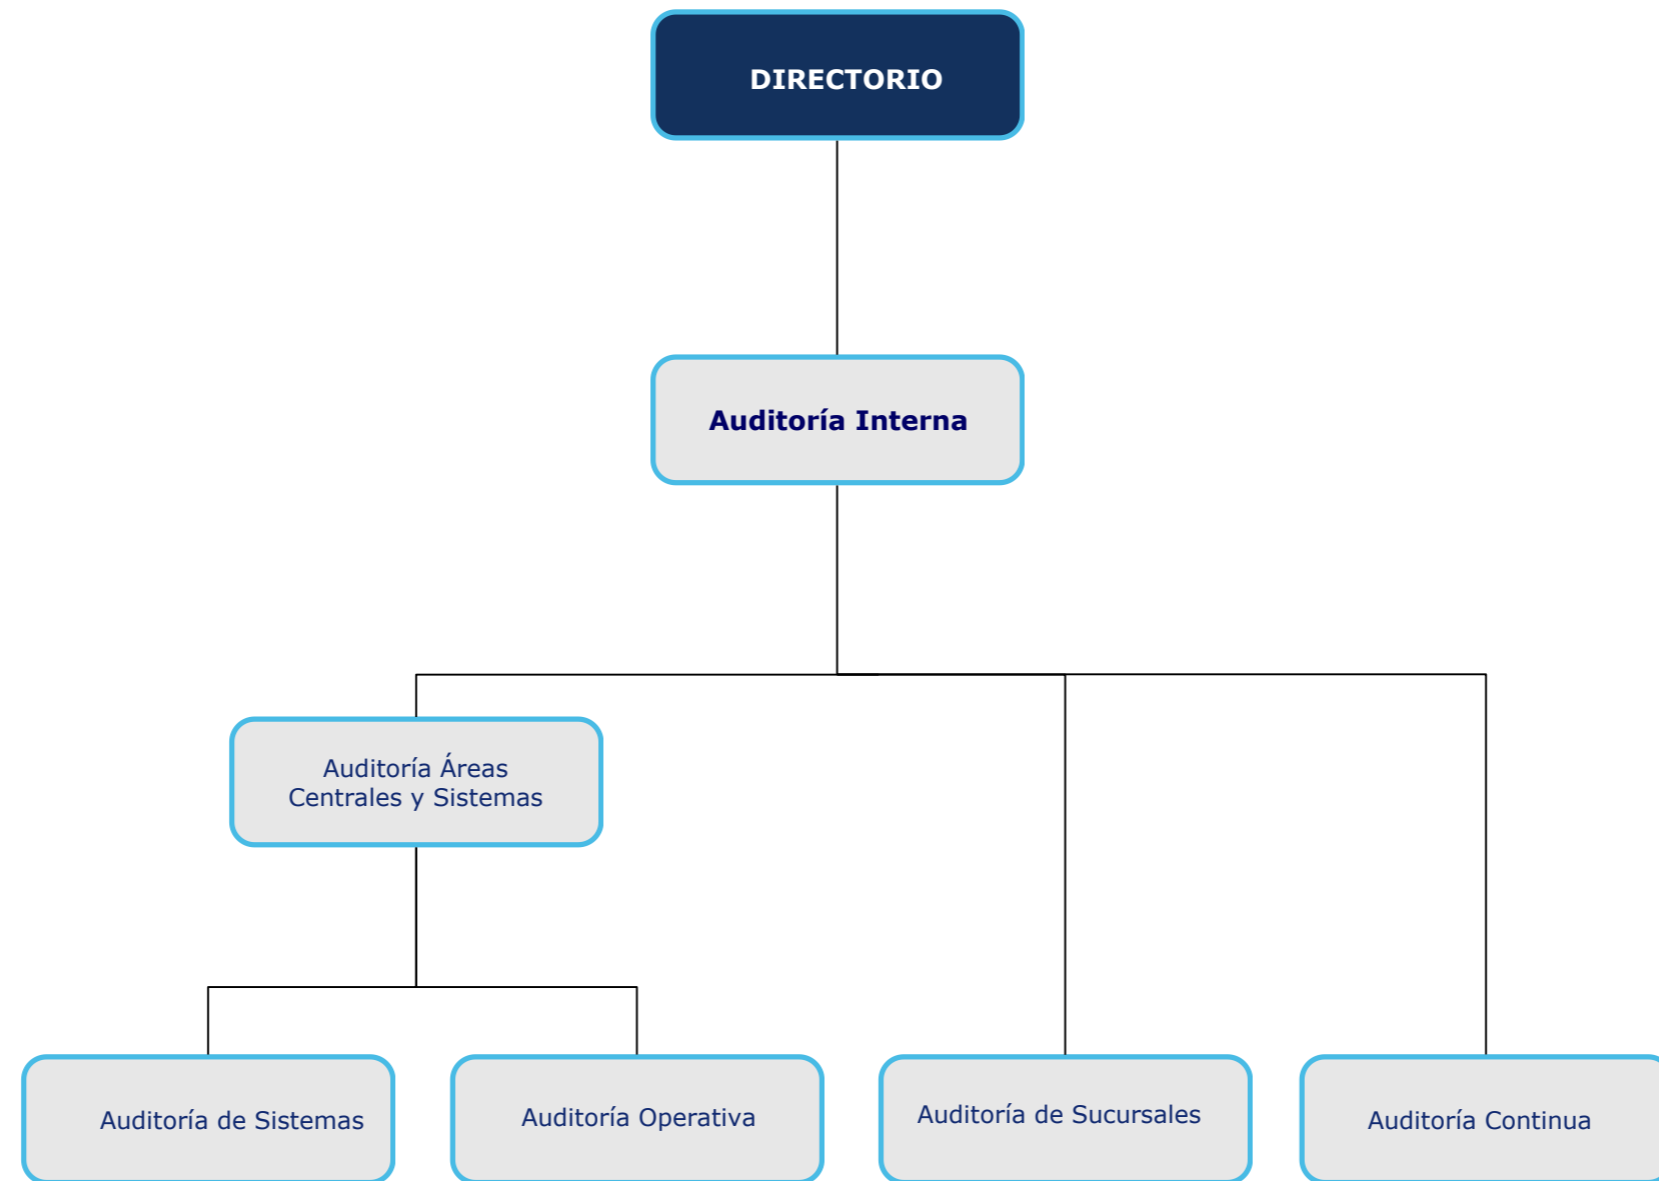 DIRECTORIO
Auditoría Interna
Auditoría Áreas
Centrales y Sistemas
Auditoría de Sistemas
Auditoría Operativa
Auditoría de Sucursales
Auditoría Continua